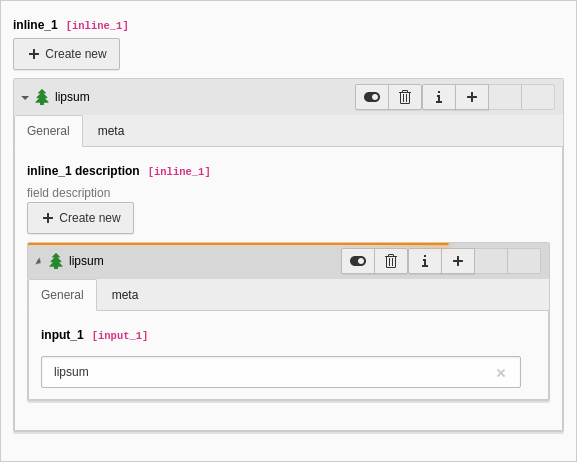 inline_1 [inline_1]
Create new
lipsum
General meta
inline_1 description [inline_1]
field description
Create new
lipsum
General meta
input_1 [input_1]
lipsum